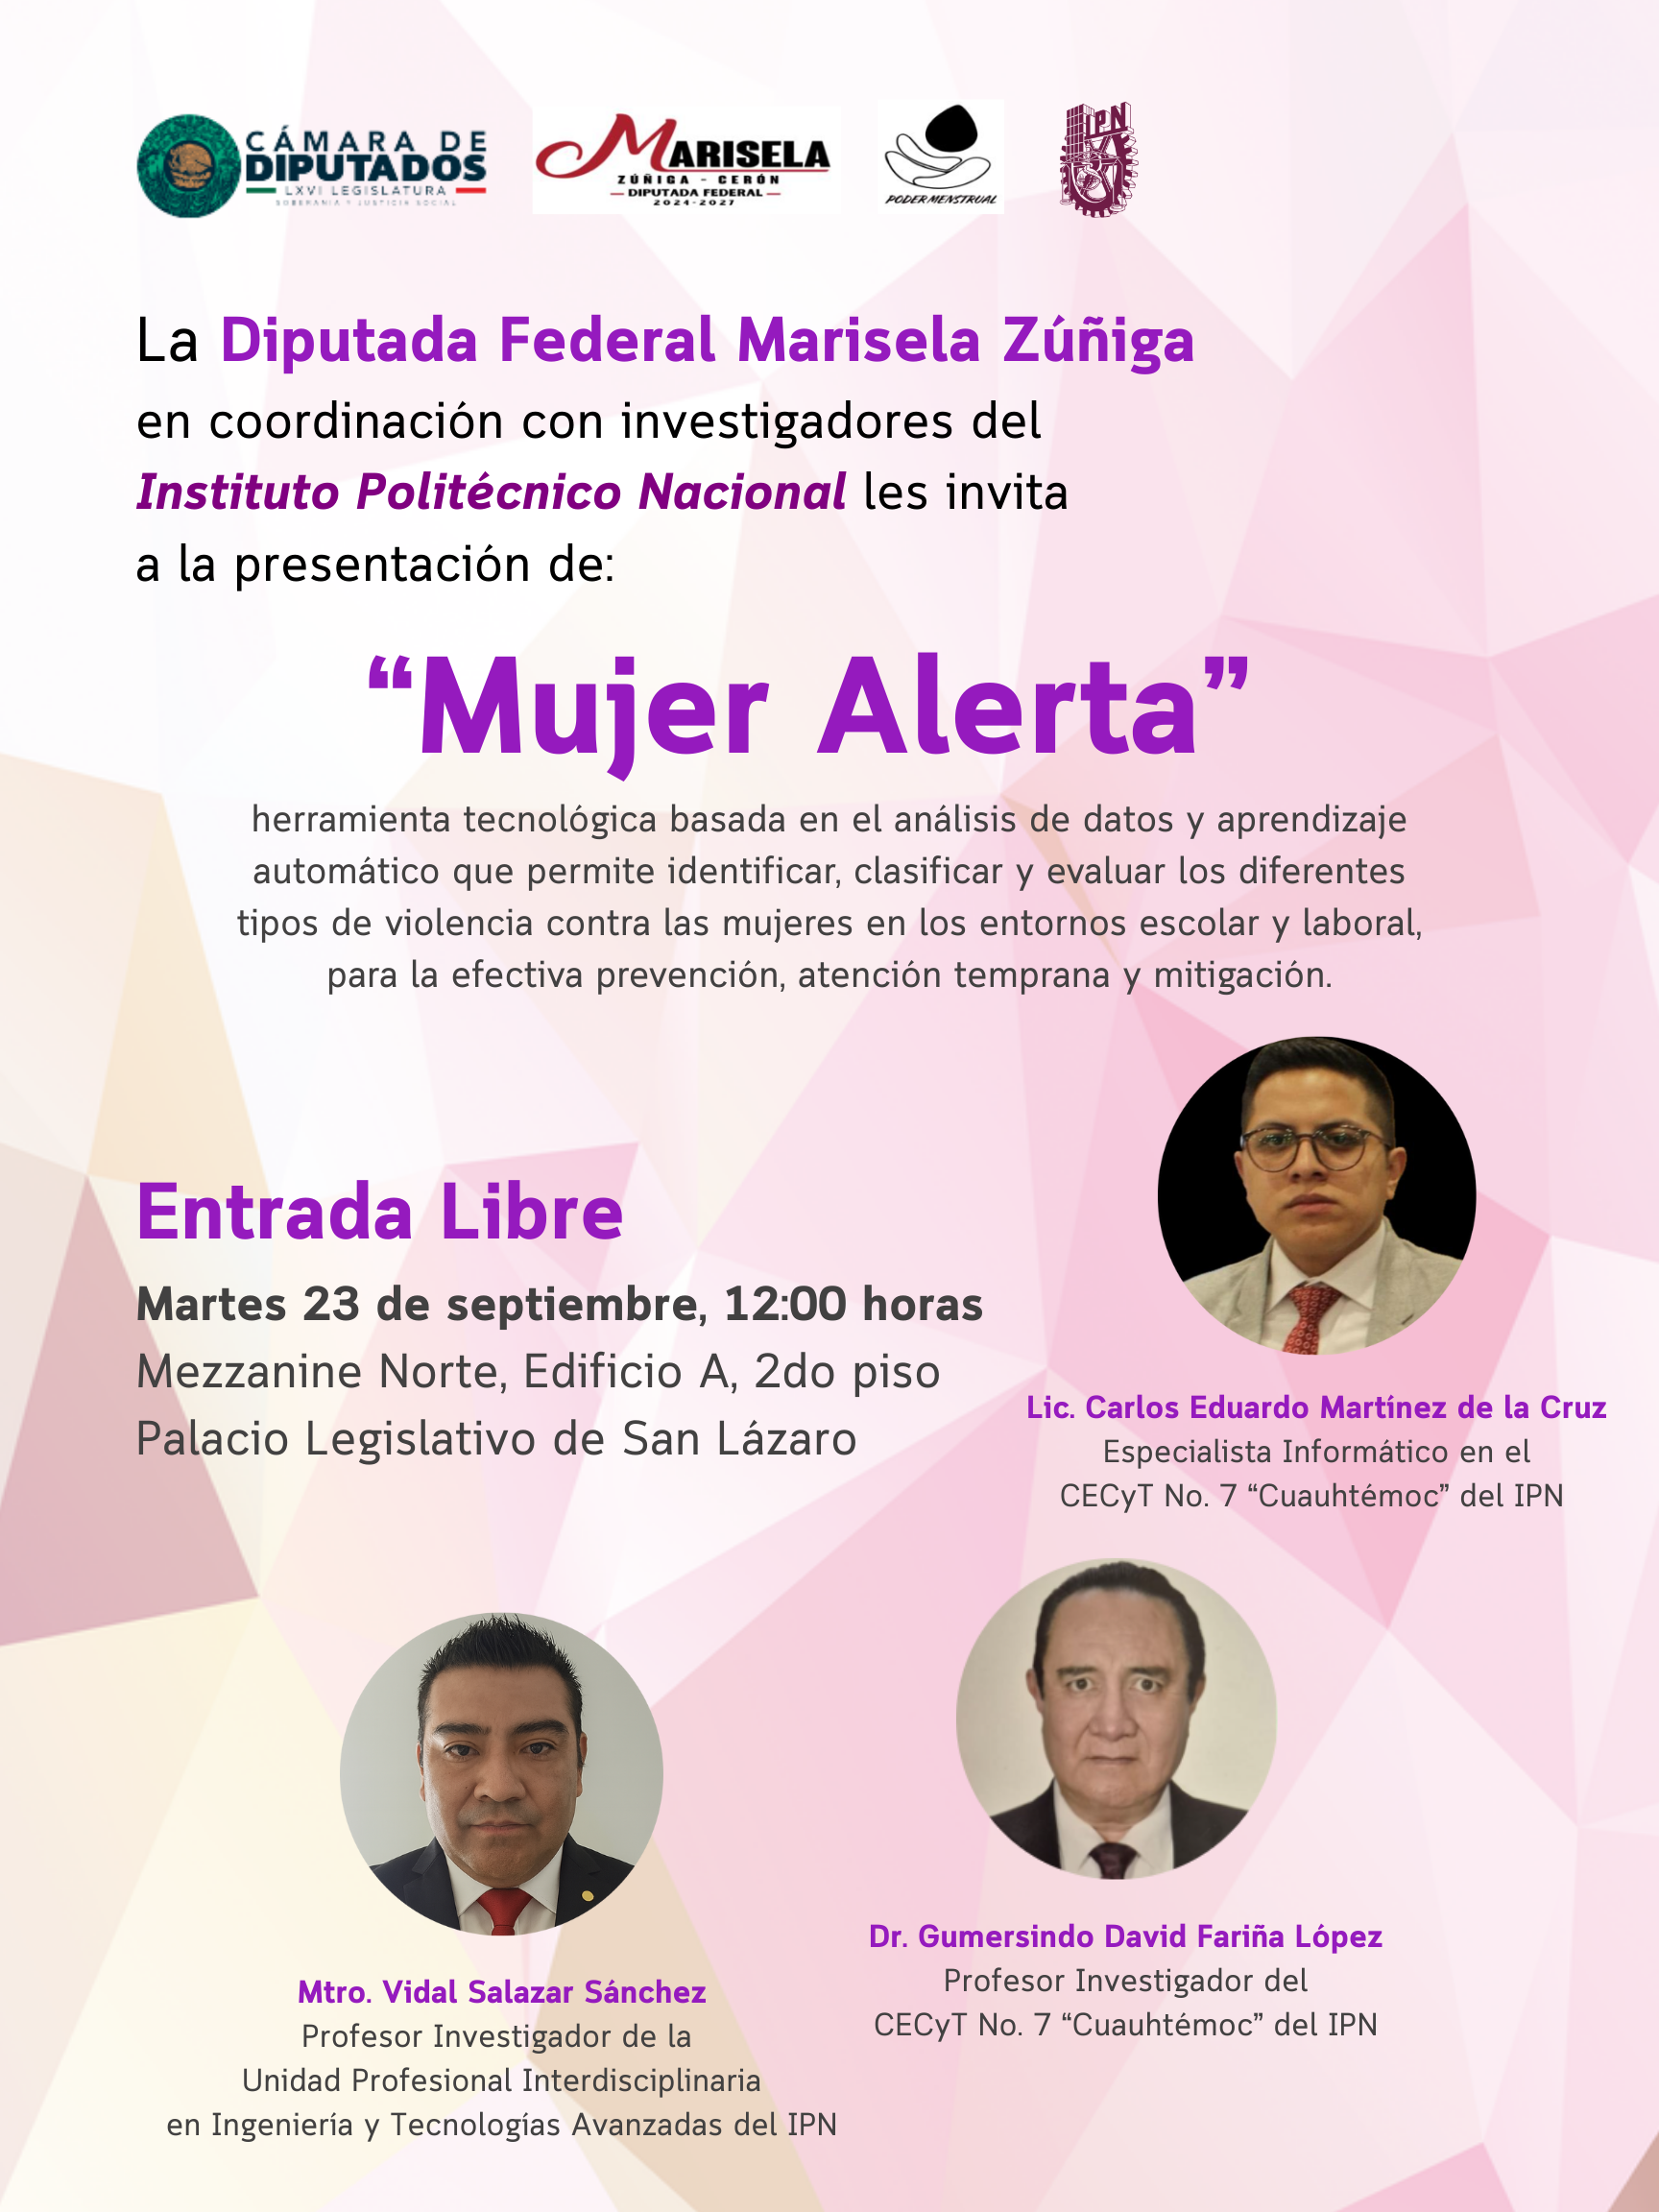 CÁMARA DE
DIPUTADOS
LXVI LEGISLATURA
SOBERANÍA Y JUSTICIA SOCIAL
MARISELA
ZÚÑIGA - CERÓN
DIPUTADA FEDERAL
2024-2027
PODER MENSTRUAL
IPN
La Diputada Federal Marisela Zúñiga
en coordinación con investigadores del
Instituto Politécnico Nacional les invita
a la presentación de:
“Mujer Alerta”
herramienta tecnológica basada en el análisis de datos y aprendizaje
automático que permite identificar, clasificar y evaluar los diferentes
tipos de violencia contra las mujeres en los entornos escolar y laboral,
para la efectiva prevención, atención temprana y mitigación.
Entrada Libre
Martes 23 de septiembre, 12:00 horas
Mezzanine Norte, Edificio A, 2do piso
Palacio Legislativo de San Lázaro
Lic. Carlos Eduardo Martínez de la Cruz
Especialista Informático en el
CECyT No. 7 “Cuauhtémoc” del IPN
Dr. Gumersindo David Fariña López
Profesor Investigador del
CECyT No. 7 “Cuauhtémoc” del IPN
Mtro. Vidal Salazar Sánchez
Profesor Investigador de la
Unidad Profesional Interdisciplinaria
en Ingeniería y Tecnologías Avanzadas del IPN